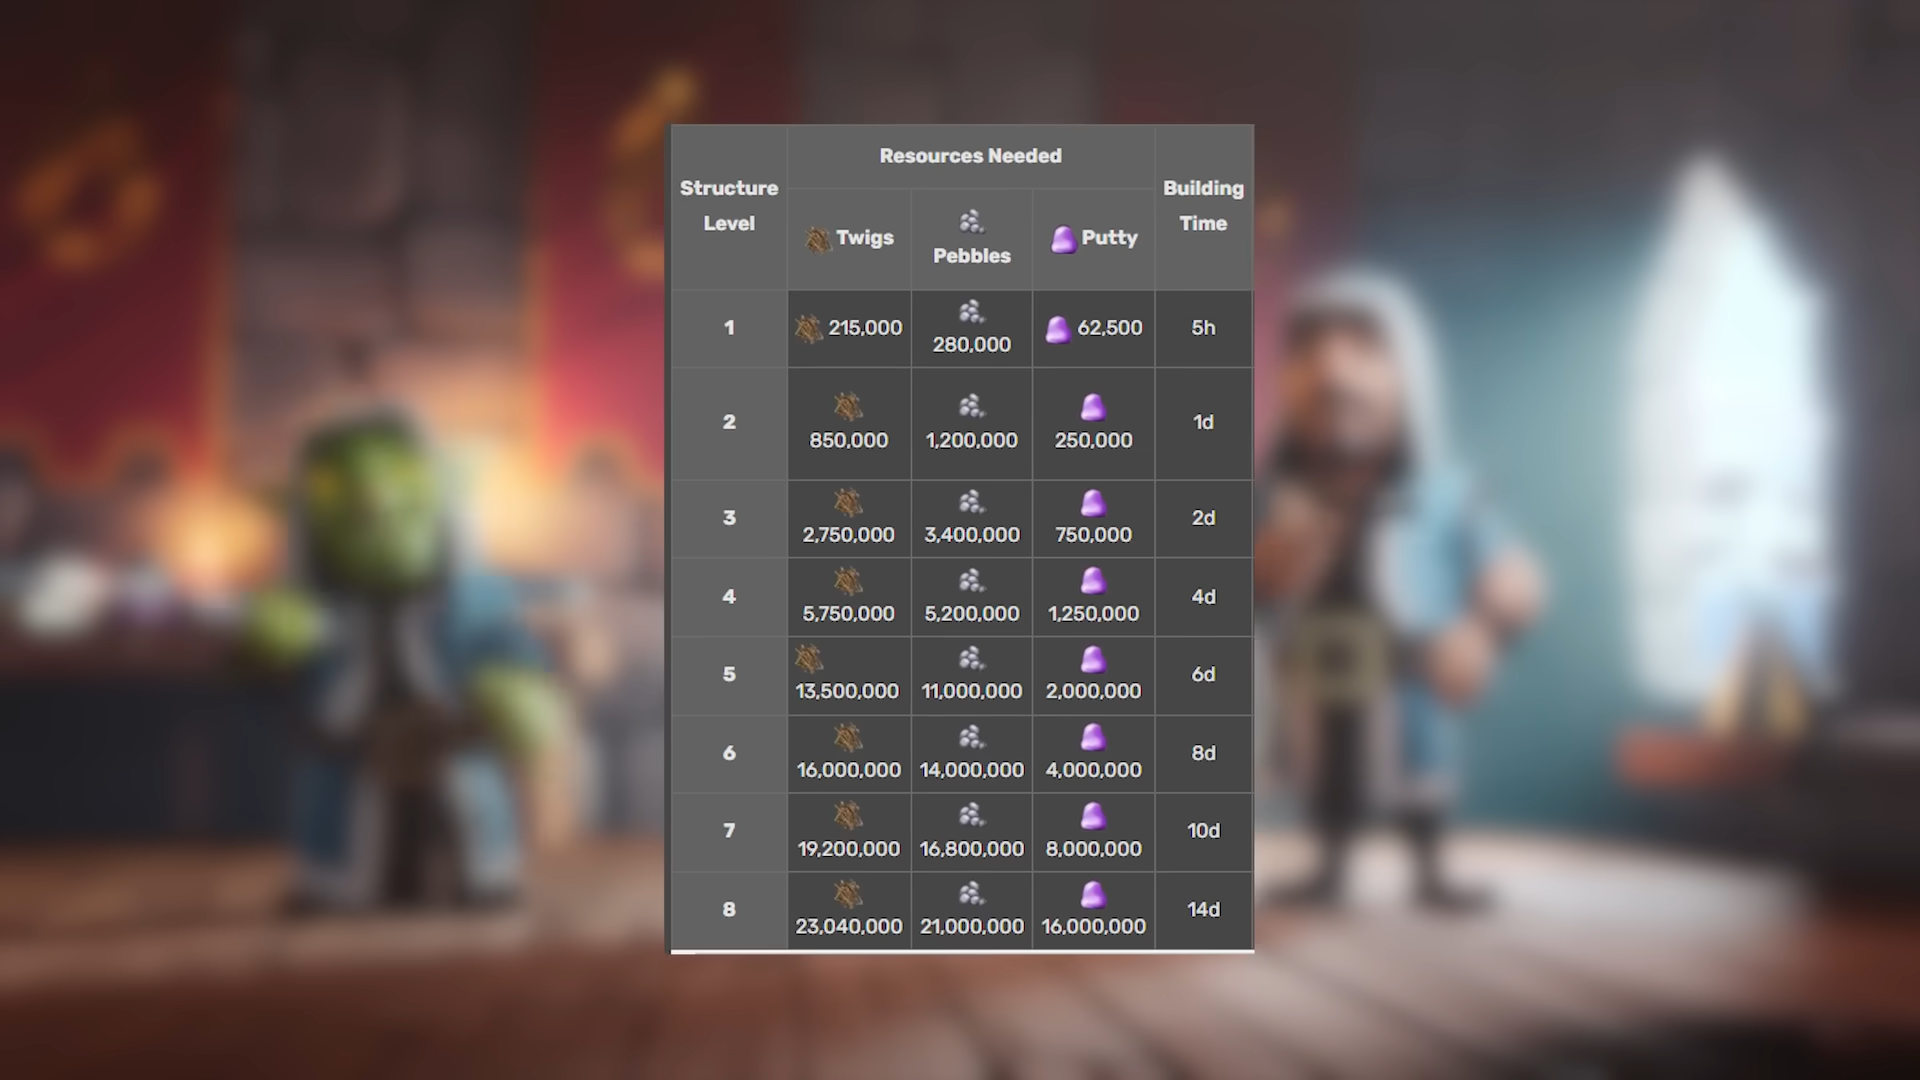 Resources Needed
Structure Level
Building Time
Twigs
Pebbles
Putty
1 215,000 280,000 62,500 5h
2 850,000 1,200,000 250,000 1d
3 2,750,000 3,400,000 750,000 2d
4 5,750,000 5,200,000 1,250,000 4d
5 13,500,000 11,000,000 2,000,000 6d
6 16,000,000 14,000,000 4,000,000 8d
7 19,200,000 16,800,000 8,000,000 10d
8 23,040,000 21,000,000 16,000,000 14d